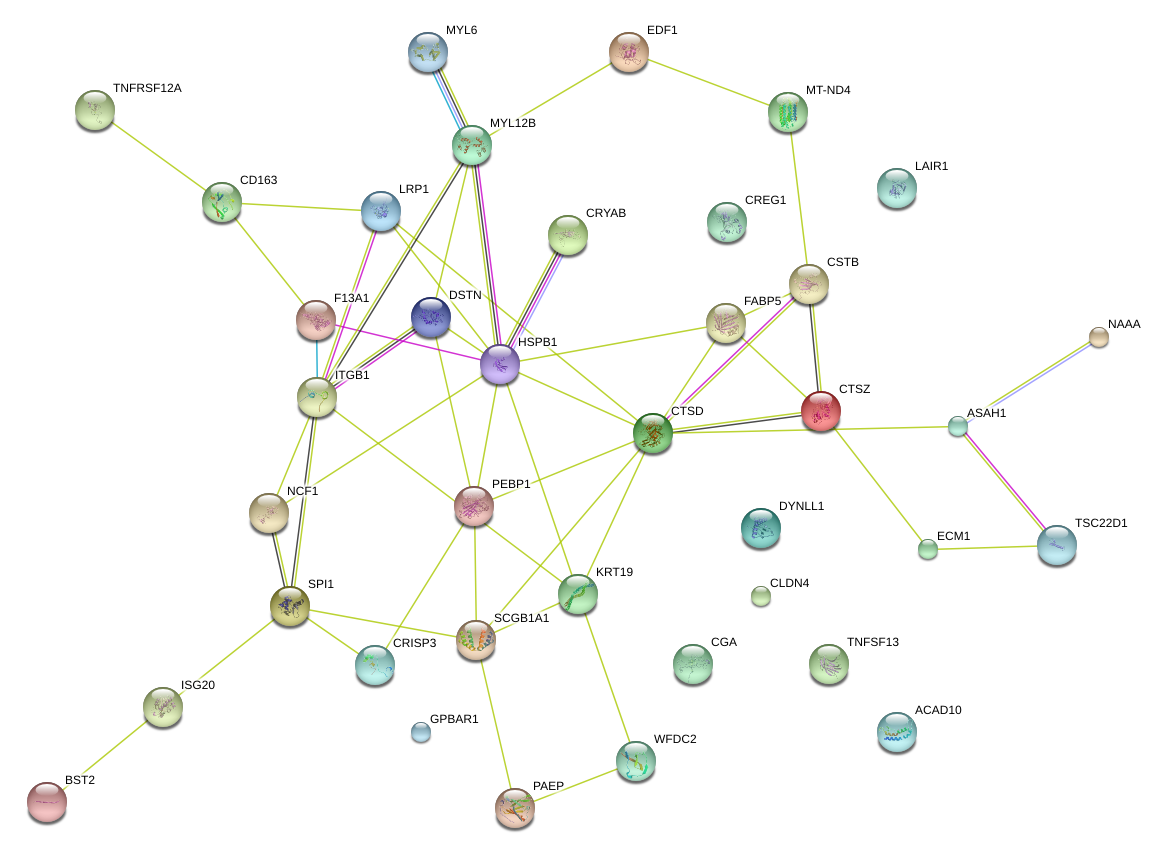 MYL6
EDF1
TNFRSF12A
MT-ND4
MYL12B
LAIR1
CD163
LRP1
CREG1
CRYAB
CSTB
F13A1
DSTN
FABP5
NAAA
HSPB1
ITGB1
CTSZ
CTSD
ASAH1
PEBP1
NCF1
DYNLL1
TSC22D1
ECM1
KRT19
SPI1
CLDN4
SCGB1A1
CRISP3
CGA
TNFSF13
ISG20
GPBAR1
ACAD10
WFDC2
BST2
PAEP